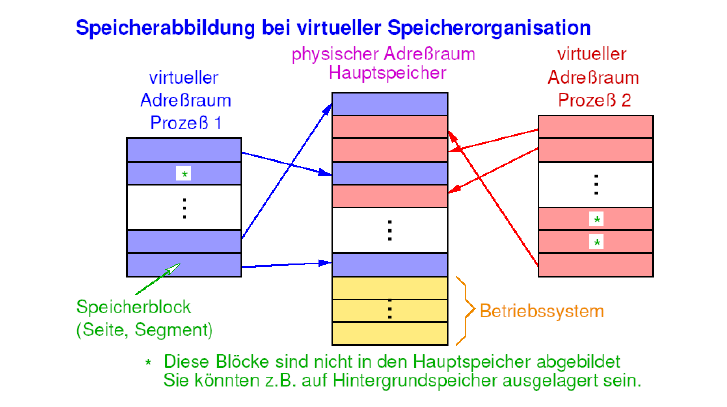 Speicherabbildung bei virtueller Speicherorganisation
physischer Adreßraum
Hauptspeicher
virtueller
Adreßraum
Prozeß 1
virtueller
Adreßraum
Prozeß 2
*
*
*
Speicherblock
(Seite, Segment)
Betriebssystem
* Diese Blöcke sind nicht in den Hauptspeicher abgebildet
Sie könnten z.B. auf Hintergrundspeicher ausgelagert sein.